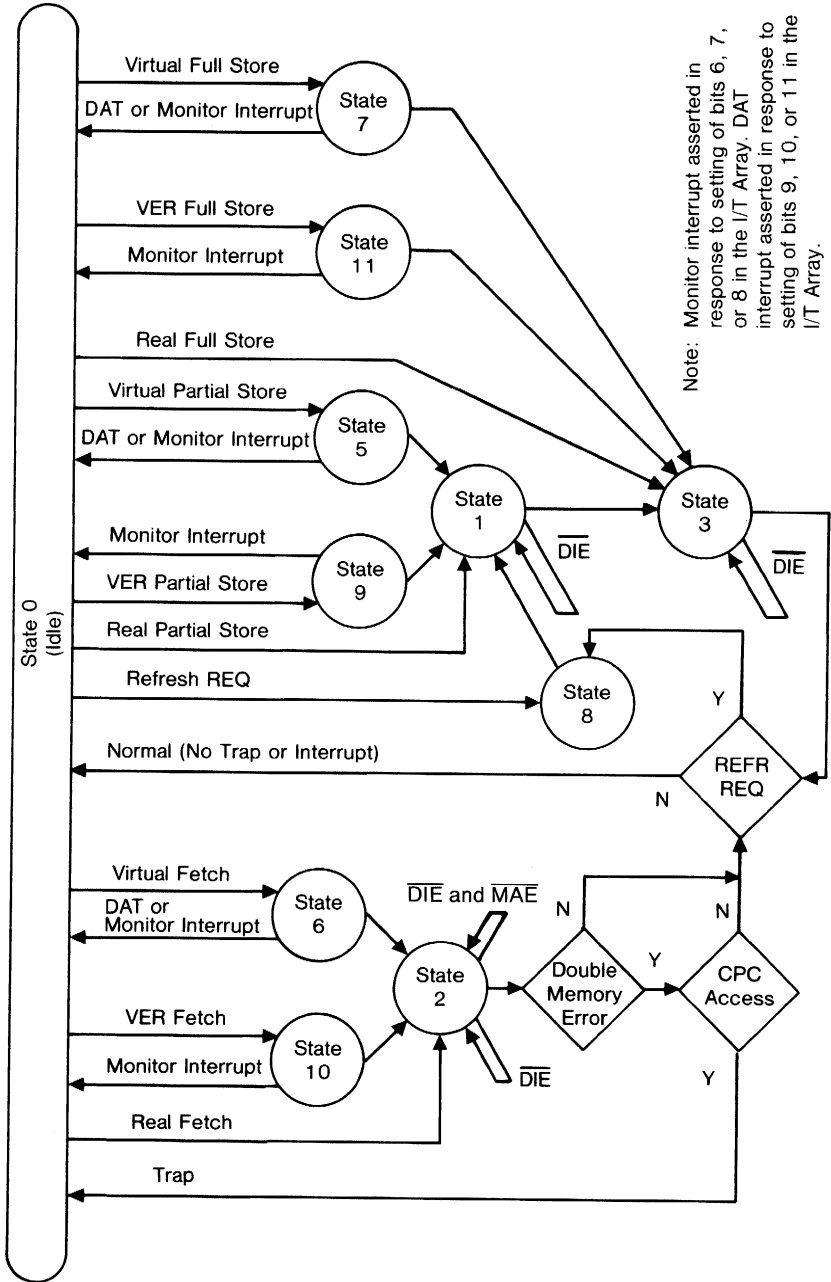 State 0
(Idle)
Virtual Full Store
DAT or Monitor Interrupt
State
7
VER Full Store
Monitor Interrupt
State
11
Real Full Store
Virtual Partial Store
DAT or Monitor Interrupt
State
5
State
1
D̅I̅E̅
State
3
D̅I̅E̅
Monitor Interrupt
VER Partial Store
State
9
Real Partial Store
Refresh REQ
State
8
Y
Normal (No Trap or Interrupt)
N
REFR
REQ
Virtual Fetch
DAT or
Monitor Interrupt
State
6
D̅I̅E̅ and M̅A̅E̅
State
2
D̅I̅E̅
N
Double
Memory
Error
Y
N
CPC
Access
Y
VER Fetch
Monitor Interrupt
State
10
Real Fetch
Trap
Note: Monitor interrupt asserted in
response to setting of bits 6, 7,
or 8 in the I/T Array. DAT
interrupt asserted in response to
setting of bits 9, 10, or 11 in the
I/T Array.